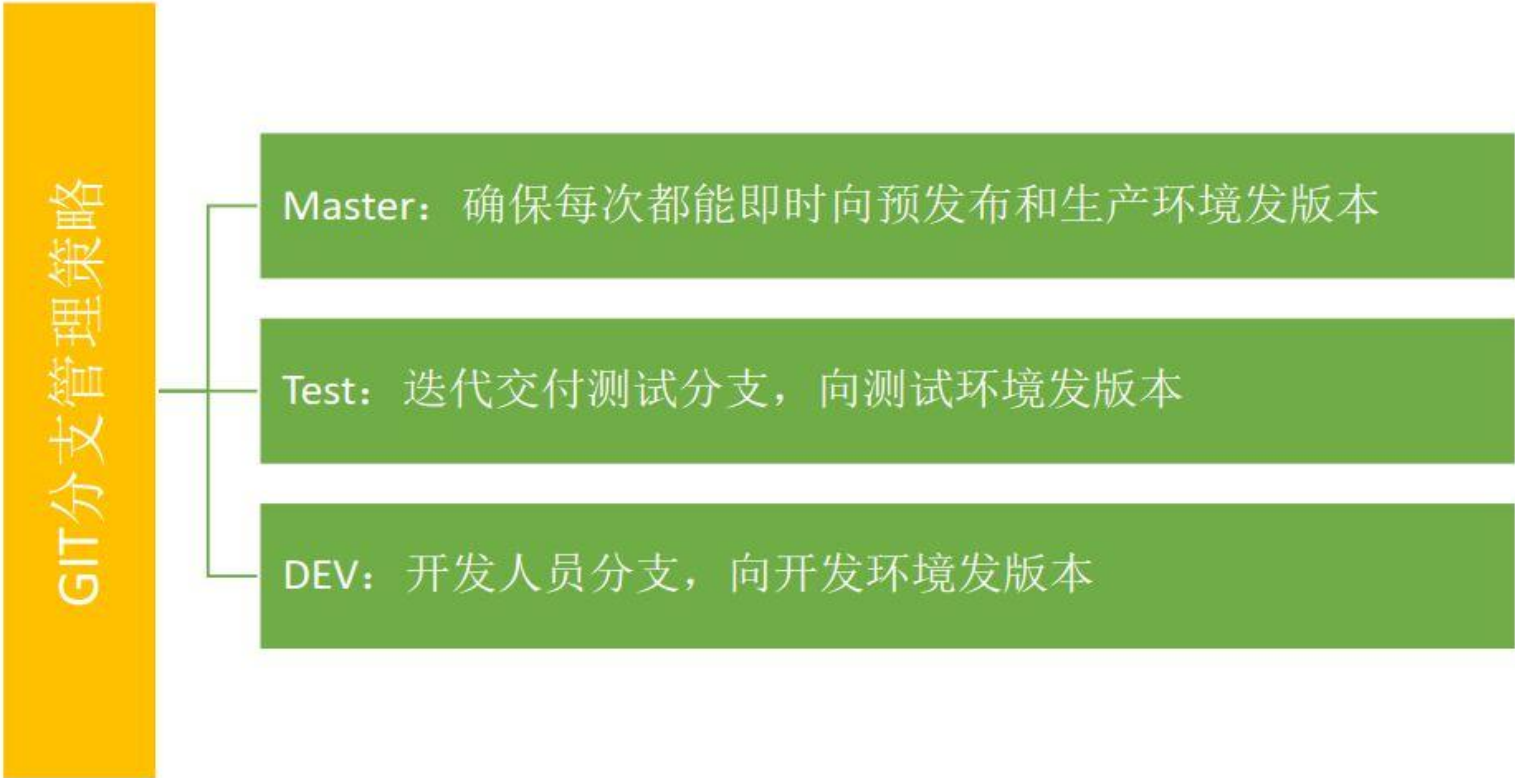 GIT分支管理策略
Master：确保每次都能即时向预发布和生产环境发版本
Test：迭代交付测试分支，向测试环境发版本
DEV：开发人员分支，向开发环境发版本